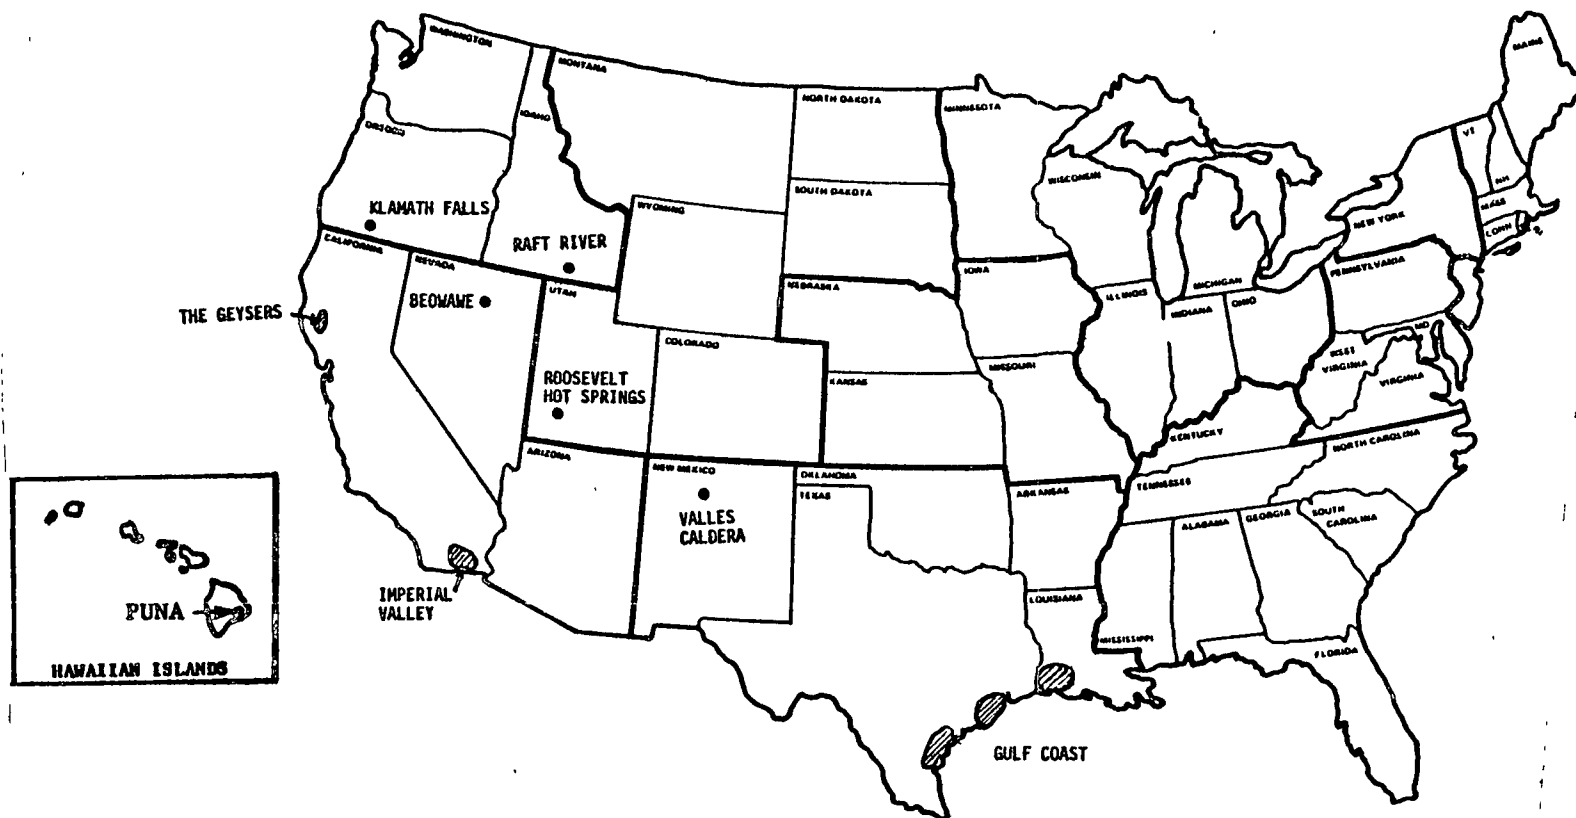 WASHINGTON
MONTANA
NORTH DAKOTA
MINNESOTA
MAINE
IDAHO
VT
NH
WISCONSIN
SOUTH DAKOTA
WYOMING
MASS
NEW YORK
CONN
KLAMATH FALLS
RAFT RIVER
CALIFORNIA
NEVADA
UTAH
IOWA
NEBRASKA
ILLINOIS
MICHIGAN
INDIANA
OHIO
PENNSYLVANIA
BEOWAWE
THE GEYSERS
MD
COLORADO
WEST
VIRGINIA
VIRGINIA
ROOSEVELT
HOT SPRINGS
KANSAS
MISSOURI
KENTUCKY
NORTH CAROLINA
ARIZONA
NEW MEXICO
OKLAHOMA
TEXAS
ARKANSAS
TENNESSEE
VALLES
CALDERA
ALABAMA
GEORGIA
SOUTH
CAROLINA
IMPERIAL
VALLEY
LOUISIANA
MISSISSIPPI
FLORIDA
PUNA
HAWAIIAN ISLANDS
GULF COAST